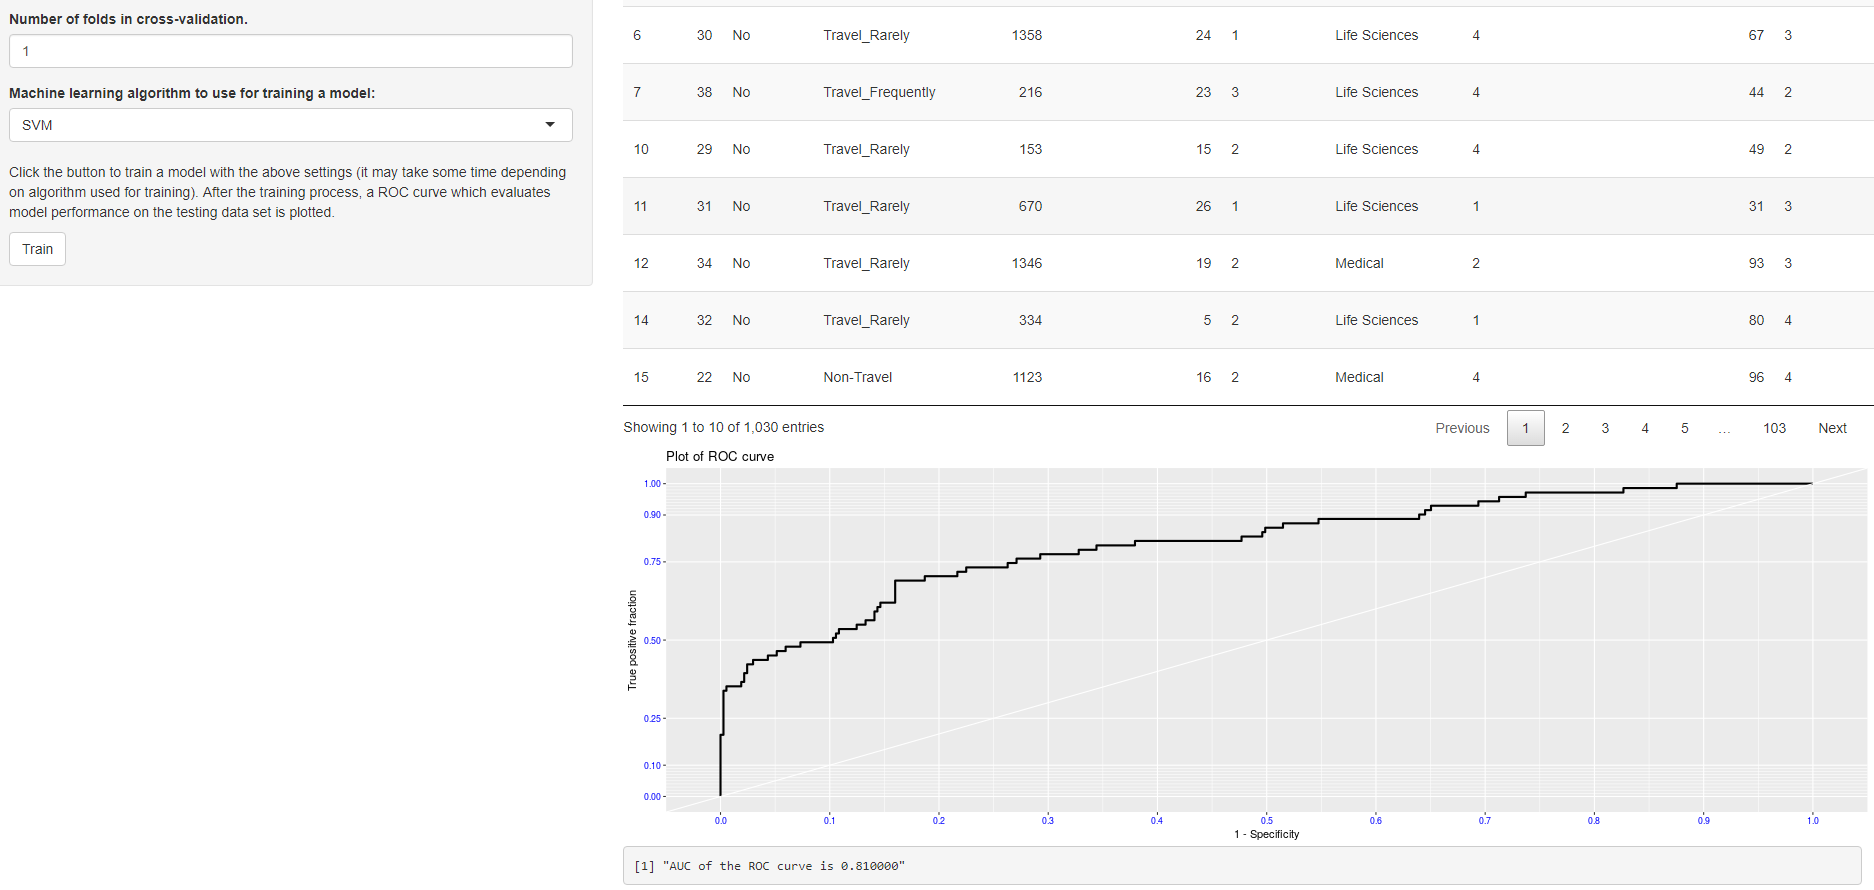 Number of folds in cross-validation.
1
Machine learning algorithm to use for training a model:
SVM
Click the button to train a model with the above settings (it may take some time depending
on algorithm used for training). After the training process, a ROC curve which evaluates
model performance on the testing data set is plotted.
Train
6 30 No Travel_Rarely 1358 24 1 Life Sciences 4 67 3
7 38 No Travel_Frequently 216 23 3 Life Sciences 4 44 2
10 29 No Travel_Rarely 153 15 2 Life Sciences 4 49 2
11 31 No Travel_Rarely 670 26 1 Life Sciences 1 31 3
12 34 No Travel_Rarely 1346 19 2 Medical 2 93 3
14 32 No Travel_Rarely 334 5 2 Life Sciences 1 80 4
15 22 No Non-Travel 1123 16 2 Medical 4 96 4
Showing 1 to 10 of 1,030 entries
Previous 1 2 3 4 5 … 103 Next
Plot of ROC curve
True positive fraction
1.00
0.90
0.75
0.50
0.25
0.10
0.00
0.0 0.1 0.2 0.3 0.4 0.5 0.6 0.7 0.8 0.9 1.0
1 - Specificity
[1] "AUC of the ROC curve is 0.810000"